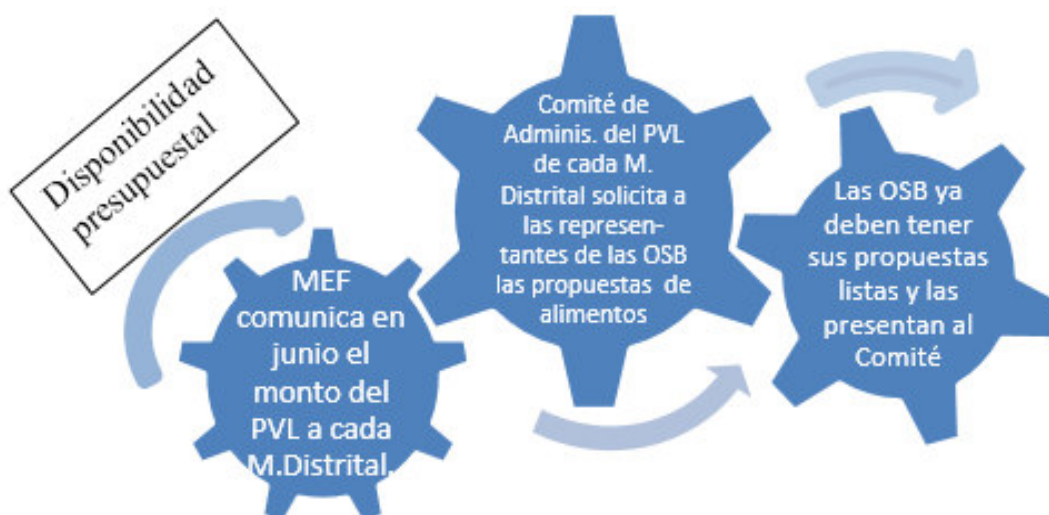 Disponibilidad
presupuestal
MEF
comunica en
junio el
monto del
PVL a cada
M.Distrital.
Comité de
Adminis. del PVL
de cada M.
Distrital solicita a
las represen-
tantes de las OSB
las propuestas de
alimentos
Las OSB ya
deben tener
sus propuestas
listas y las
presentan al
Comité